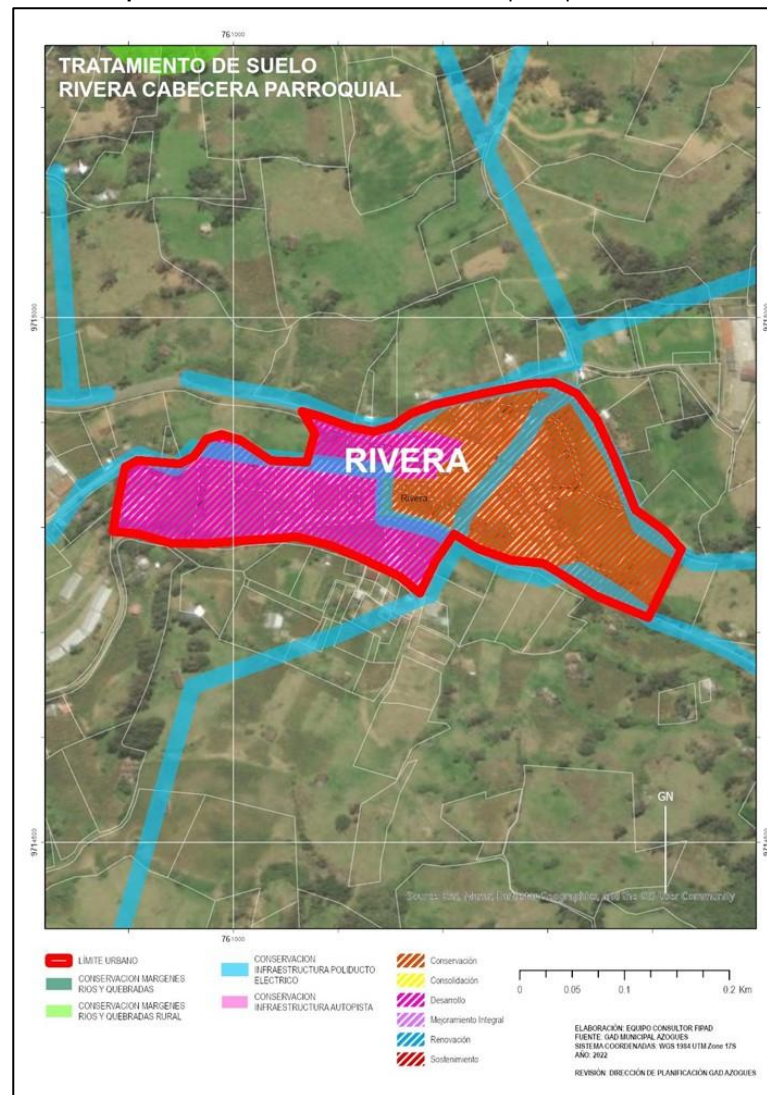 TRATAMIENTO DE SUELO
RIVERA CABECERA PARROQUIAL
RIVERA
Rivera
GN
LÍMITE URBANO
CONSERVACION MARGENES
RIOS Y QUEBRADAS
CONSERVACION MARGENES
RIOS Y QUEBRADAS RURAL
CONSERVACION
INFRAESTRUCTURA POLIDUCTO
ELECTRICO
CONSERVACION
INFRAESTRUCTURA AUTOPISTA
Conservación
Consolidación
Desarrollo
Mejoramiento Integral
Renovación
Sostenimiento
0 0.05 0.1 0.2 Km
ELABORACIÓN: EQUIPO CONSULTOR FIPAD
FUENTE: GAD MUNICIPAL AZOGUES
SISTEMA COORDENADAS: WGS 1984 UTM Zone 17S
AÑO: 2022
REVISIÓN: DIRECCIÓN DE PLANIFICACIÓN GAD AZOGUES